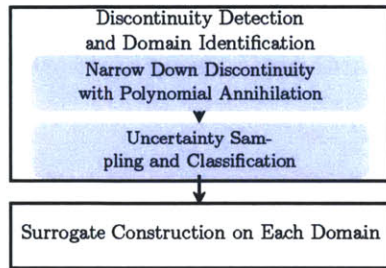 Discontinuity Detection
and Domain Identification
Narrow Down Discontinuity
with Polynomial Annihilation
Uncertainty Sam-
pling and Classification
Surrogate Construction on Each Domain